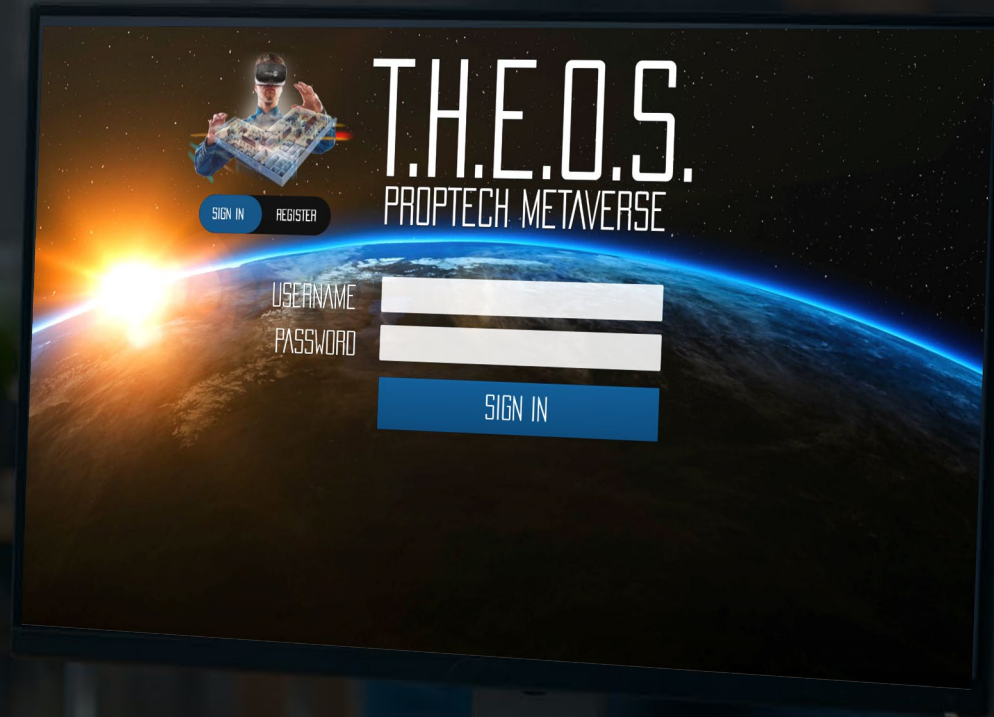 T.H.E.O.S.
PROPTECH METAVERSE
SIGN IN REGISTER
USERNAME
PASSWORD
SIGN IN